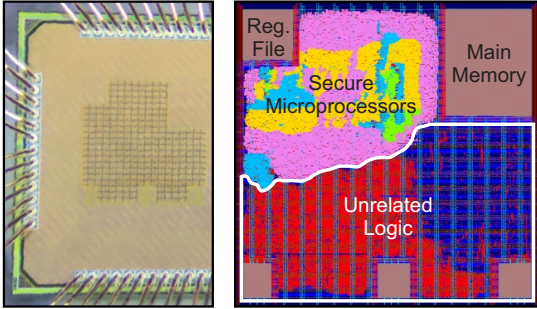 Reg.
File
Main
Memory
Secure
Microprocessors
Unrelated
Logic